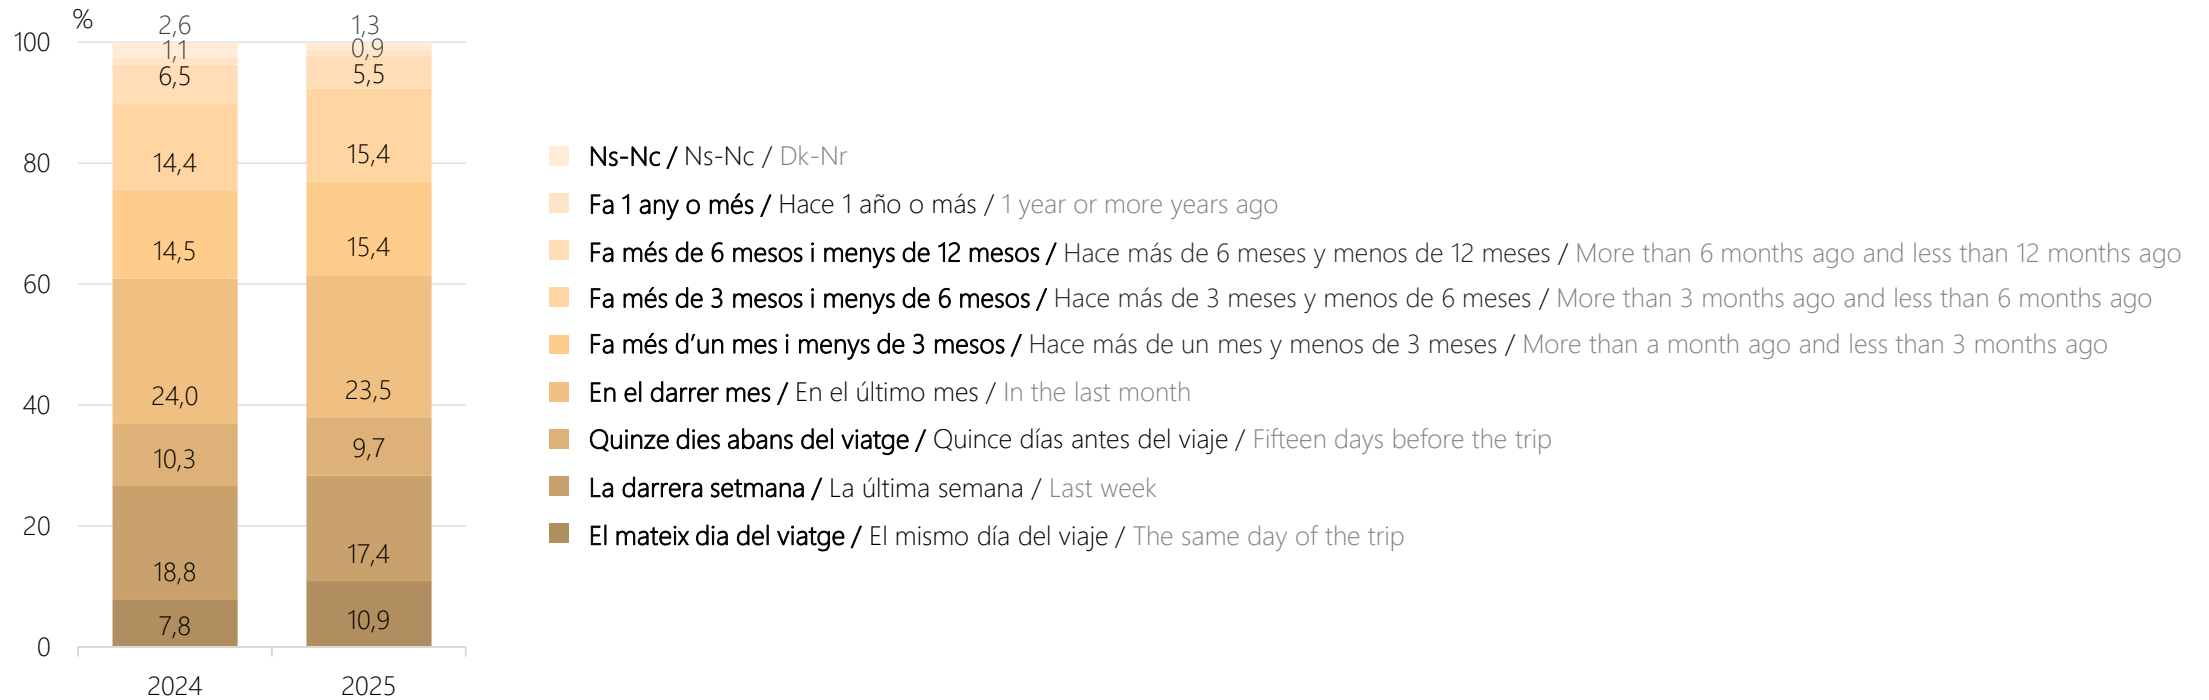 %
2,6 1,3
100
1,1 0,9
6,5 5,5
14,4 15,4
80
14,5 15,4
60
24,0 23,5
40
10,3 9,7
20
18,8 17,4
7,8 10,9
0
2024 2025
Ns-Nc / Ns-Nc / Dk-Nr
Fa 1 any o més / Hace 1 año o más / 1 year or more years ago
Fa més de 6 mesos i menys de 12 mesos / Hace más de 6 meses y menos de 12 meses / More than 6 months ago and less than 12 months ago
Fa més de 3 mesos i menys de 6 mesos / Hace más de 3 meses y menos de 6 meses / More than 3 months ago and less than 6 months ago
Fa més d’un mes i menys de 3 mesos / Hace más de un mes y menos de 3 meses / More than a month ago and less than 3 months ago
En el darrer mes / En el último mes / In the last month
Quinze dies abans del viatge / Quince días antes del viaje / Fifteen days before the trip
La darrera setmana / La última semana / Last week
El mateix dia del viatge / El mismo día del viaje / The same day of the trip